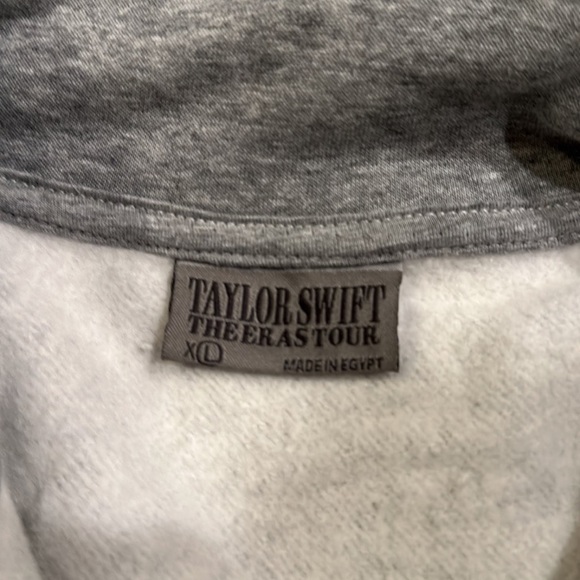 TAYLOR SWIFT
THE ERAS TOUR
XL
MADE IN EGYPT